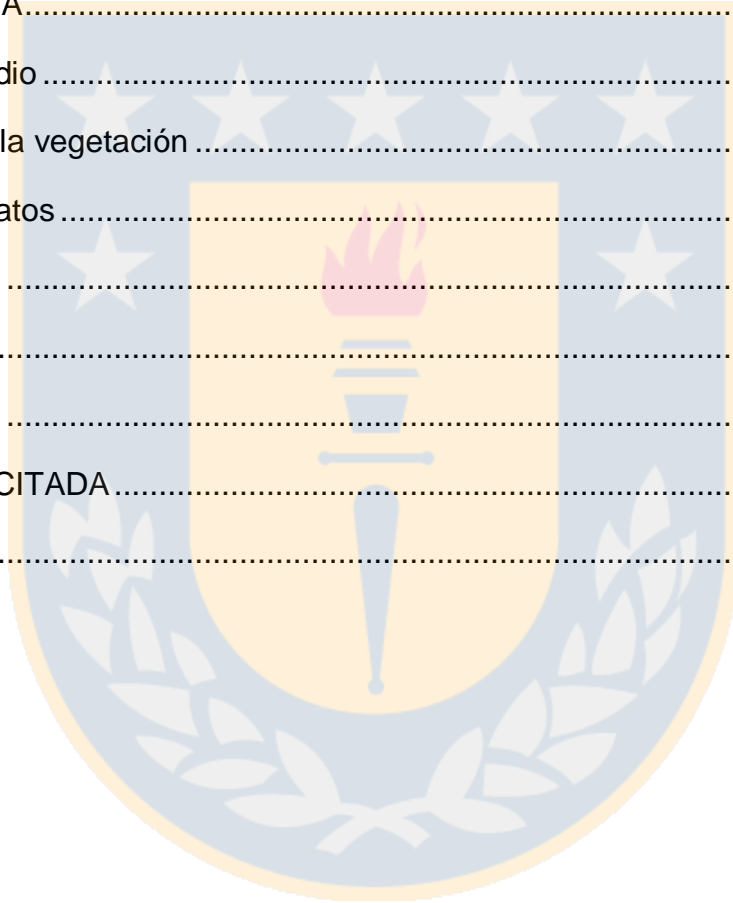 A..........................................................................................
dio.......................................................................................
la vegetación....................................................................
atos....................................................................................
..........................................................................................
...........................................................................................
..........................................................................................
CITADA.............................................................................
...........................................................................................